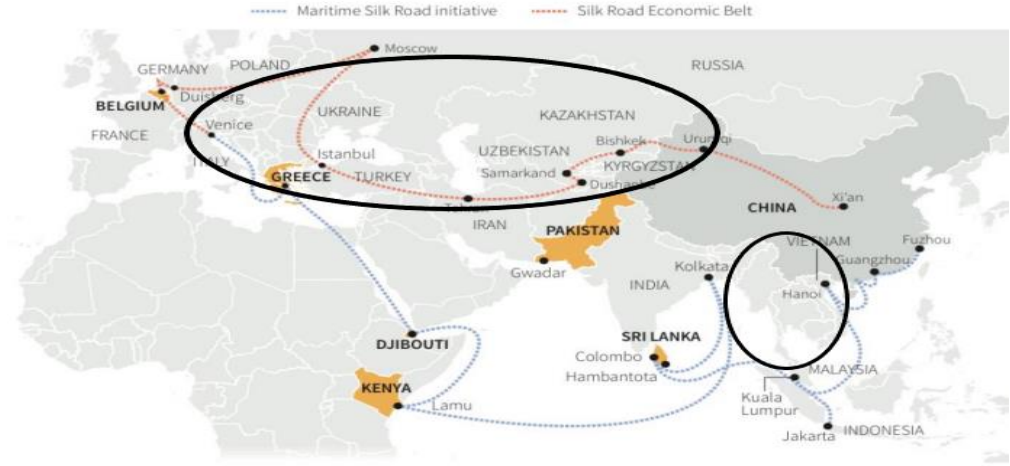 Maritime Silk Road initiative
Silk Road Economic Belt
Moscow
RUSSIA
POLAND
GERMANY
Duisberg
BELGIUM
UKRAINE
KAZAKHSTAN
FRANCE
Venice
Bishkek
Urumqi
UZBEKISTAN
ITALY
Istanbul
KYRGYZSTAN
GREECE
TURKEY
Samarkand
Dushanbe
Xi'an
CHINA
IRAN
PAKISTAN
VIETNAM
Fuzhou
Guangzhou
Gwadar
Kolkata
INDIA
Hanoi
SRI LANKA
DJIBOUTI
Colombo
Hambantota
MALAYSIA
KENYA
Lamu
Kuala
Lumpur
Jakarta
INDONESIA